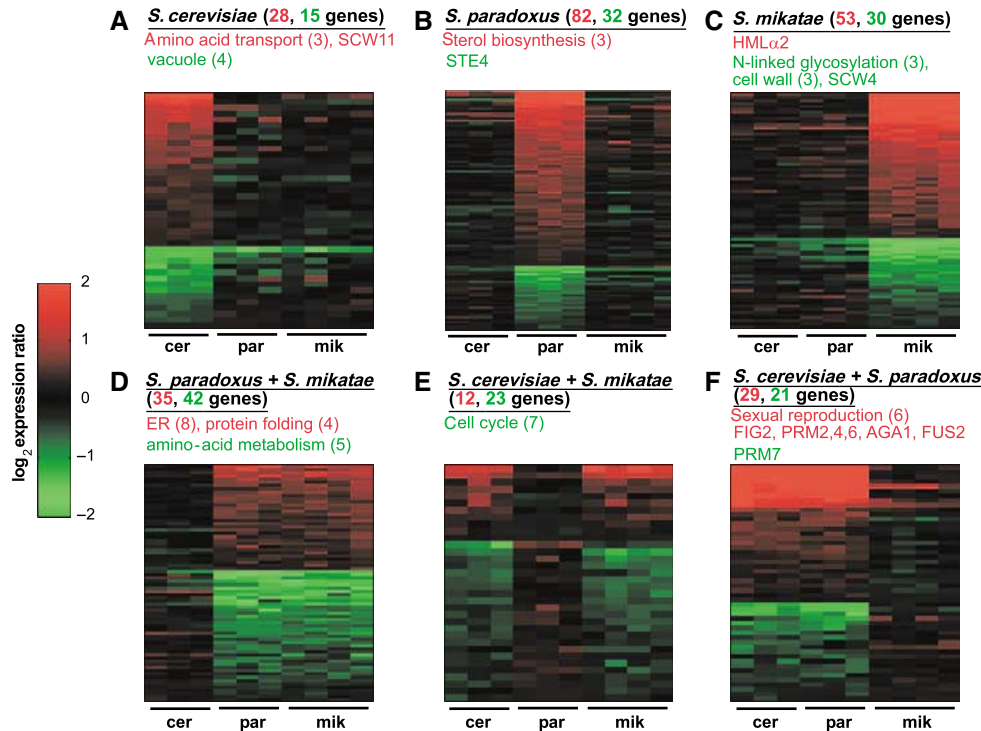 A S. cerevisiae (28, 15 genes)
Amino acid transport (3), SCW11
vacuole (4)
cer par mik
B S. paradoxus (82, 32 genes)
Sterol biosynthesis (3)
STE4
cer par mik
C S. mikatae (53, 30 genes)
HMLα2
N-linked glycosylation (3),
cell wall (3), SCW4
cer par mik
log2 expression ratio
2
1
0
−1
−2
D S. paradoxus + S. mikatae
(35, 42 genes)
ER (8), protein folding (4)
amino-acid metabolism (5)
cer par mik
E S. cerevisiae + S. mikatae
(12, 23 genes)
Cell cycle (7)
cer par mik
F S. cerevisiae + S. paradoxus
(29, 21 genes)
Sexual reproduction (6)
FIG2, PRM2,4,6, AGA1, FUS2
PRM7
cer par mik